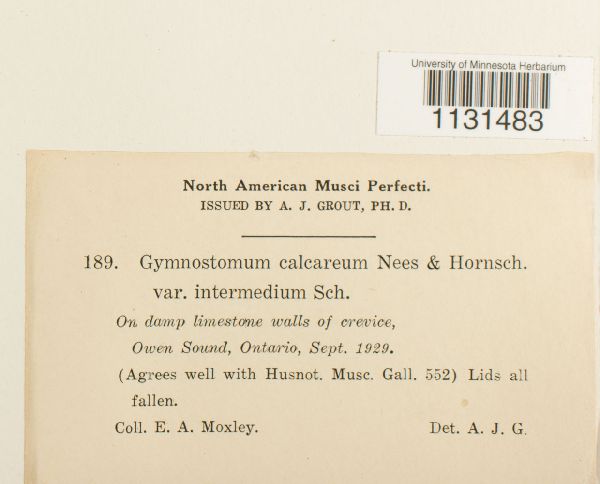 University of Minnesota Herbarium
1131483
North American Musci Perfecti.
ISSUED BY A. J. GROUT, PH. D.
189. Gymnostomum calcareum Nees & Hornsch.
var. intermedium Sch.
On damp limestone walls of crevice,
Owen Sound, Ontario, Sept. 1929.
(Agrees well with Husnot. Musc. Gall. 552) Lids all
fallen.
Coll. E. A. Moxley. Det. A. J. G.